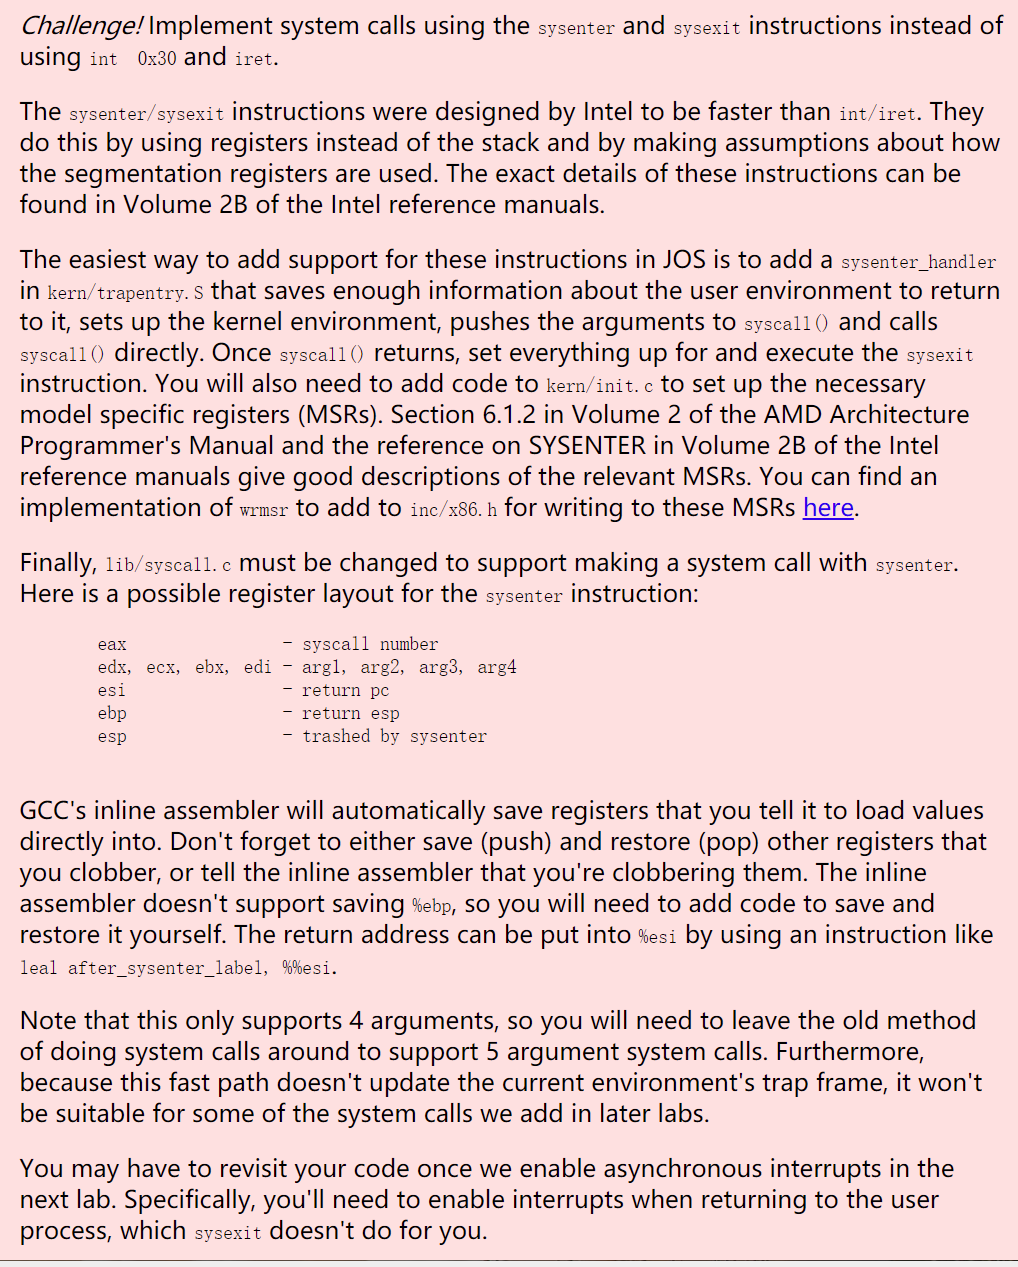 Challenge! Implement system calls using the sysenter and sysexit instructions instead of
using int 0x30 and iret.
The sysenter/sysexit instructions were designed by Intel to be faster than int/iret. They
do this by using registers instead of the stack and by making assumptions about how
the segmentation registers are used. The exact details of these instructions can be
found in Volume 2B of the Intel reference manuals.
The easiest way to add support for these instructions in JOS is to add a sysenter_handler
in kern/trapentry.S that saves enough information about the user environment to return
to it, sets up the kernel environment, pushes the arguments to syscall() and calls
syscall() directly. Once syscall() returns, set everything up for and execute the sysexit
instruction. You will also need to add code to kern/init.c to set up the necessary
model specific registers (MSRs). Section 6.1.2 in Volume 2 of the AMD Architecture
Programmer's Manual and the reference on SYSENTER in Volume 2B of the Intel
reference manuals give good descriptions of the relevant MSRs. You can find an
implementation of wrmsr to add to inc/x86.h for writing to these MSRs here.
Finally, lib/syscall.c must be changed to support making a system call with sysenter.
Here is a possible register layout for the sysenter instruction:
eax - syscall number
edx, ecx, ebx, edi - arg1, arg2, arg3, arg4
esi - return pc
ebp - return esp
esp - trashed by sysenter
GCC's inline assembler will automatically save registers that you tell it to load values
directly into. Don't forget to either save (push) and restore (pop) other registers that
you clobber, or tell the inline assembler that you're clobbering them. The inline
assembler doesn't support saving %ebp, so you will need to add code to save and
restore it yourself. The return address can be put into %esi by using an instruction like
leal after_sysenter_label, %%esi.
Note that this only supports 4 arguments, so you will need to leave the old method
of doing system calls around to support 5 argument system calls. Furthermore,
because this fast path doesn't update the current environment's trap frame, it won't
be suitable for some of the system calls we add in later labs.
You may have to revisit your code once we enable asynchronous interrupts in the
next lab. Specifically, you'll need to enable interrupts when returning to the user
process, which sysexit doesn't do for you.